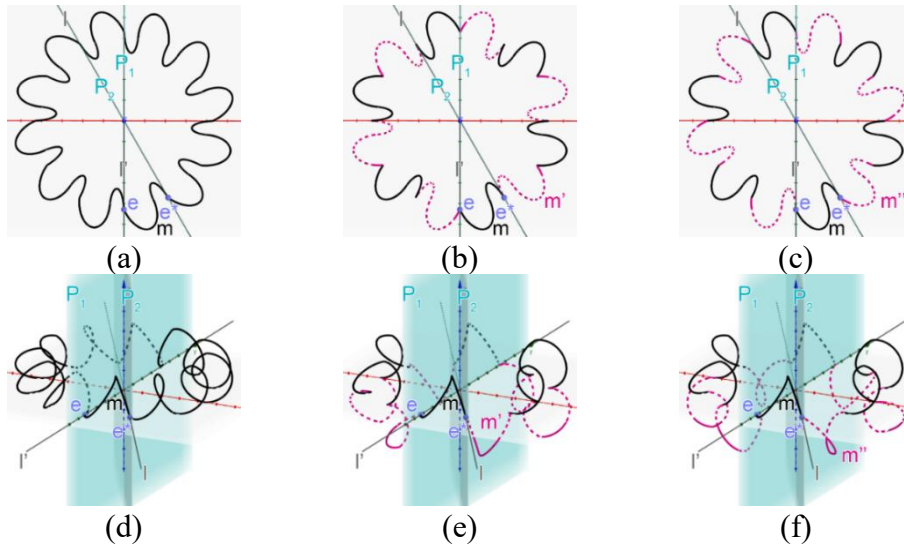 l
P₁
P₂
l'
e
e*
m
(a)
l
P₁
P₂
l'
e
e*
m
m'
(b)
l
P₁
P₂
l'
e
e*
m
m''
(c)
P₁
P₂
e
m
e*
l'
l
(d)
P₁
P₂
e
m
m'
e*
l'
l
(e)
P₁
P₂
e
m
e*
m''
l'
l
(f)